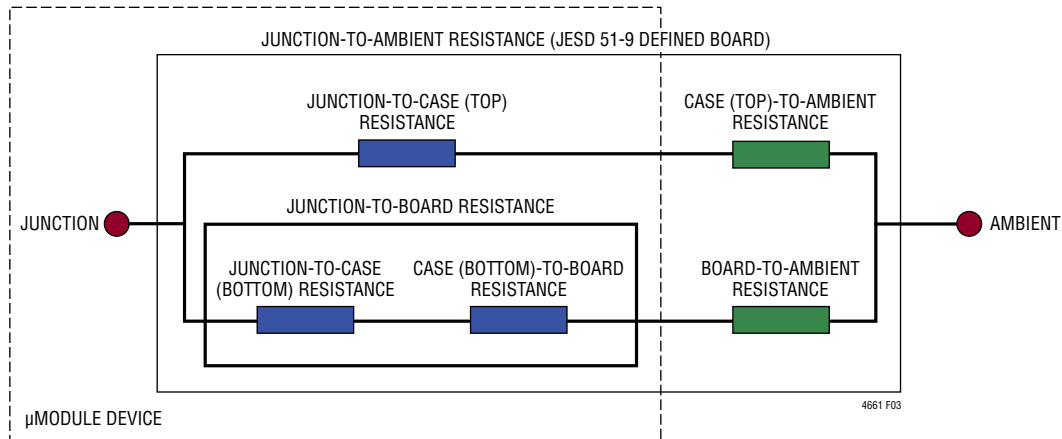 JUNCTION-TO-AMBIENT RESISTANCE (JESD 51-9 DEFINED BOARD)
JUNCTION-TO-CASE (TOP)
RESISTANCE
CASE (TOP)-TO-AMBIENT
RESISTANCE
JUNCTION
JUNCTION-TO-BOARD RESISTANCE
AMBIENT
JUNCTION-TO-CASE
(BOTTOM) RESISTANCE
CASE (BOTTOM)-TO-BOARD
RESISTANCE
BOARD-TO-AMBIENT
RESISTANCE
4661 F03
µMODULE DEVICE